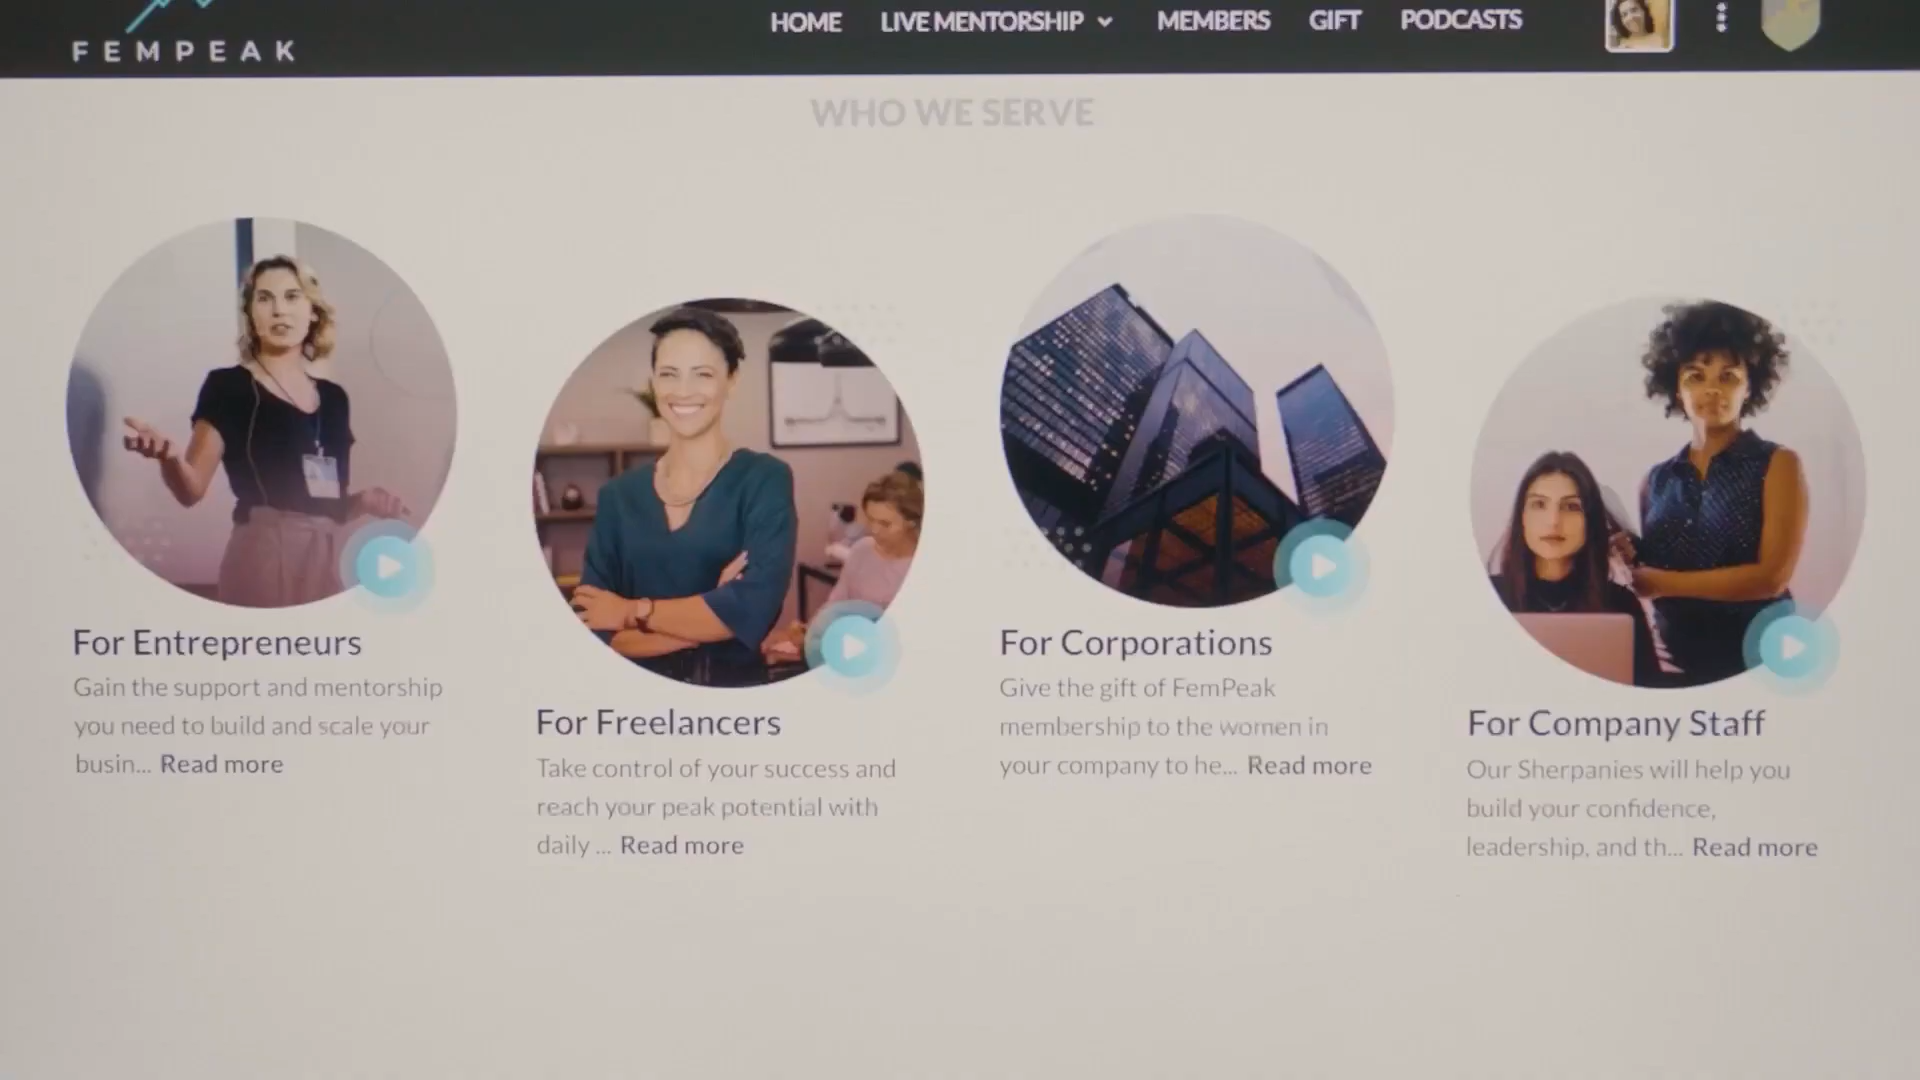 FEMPEAK
HOME LIVE MENTORSHIP MEMBERS GIFT PODCASTS
WHO WE SERVE
For Entrepreneurs
Gain the support and mentorship
you need to build and scale your
busin... Read more
For Freelancers
Take control of your success and
reach your peak potential with
daily ... Read more
For Corporations
Give the gift of FemPeak
membership to the women in
your company to he... Read more
For Company Staff
Our Sherpanies will help you
build your confidence,
leadership, and th... Read more